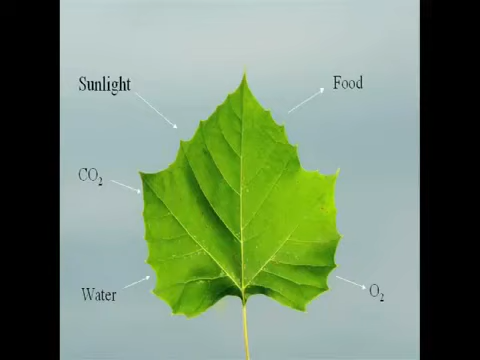 Sunlight
Food
CO₂
Water
O₂